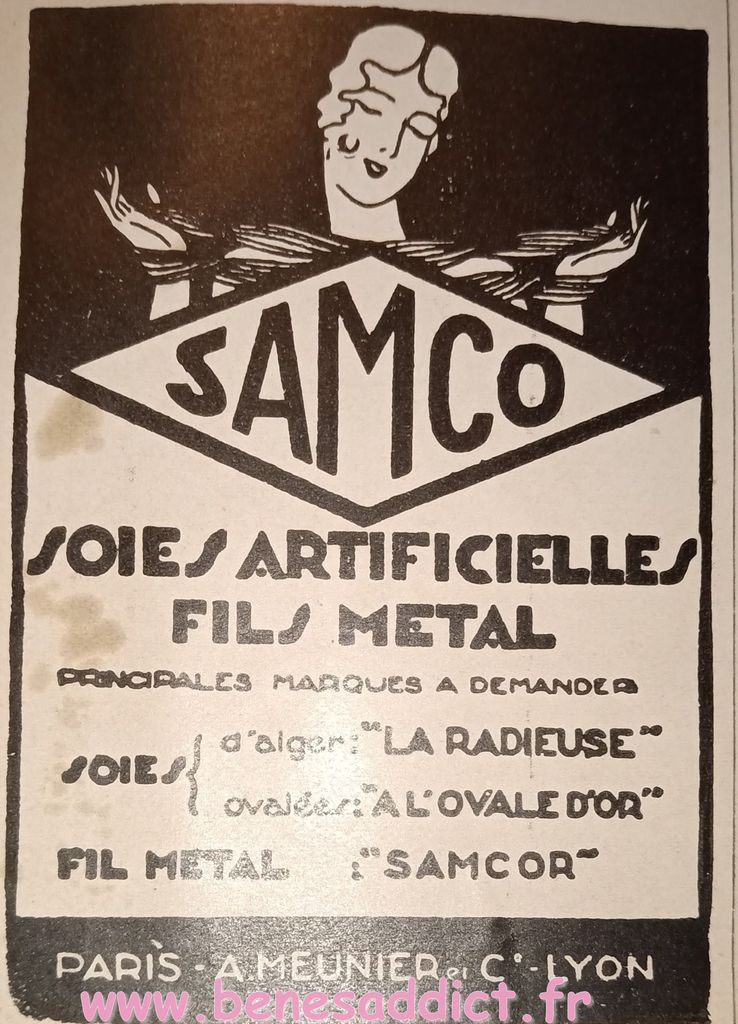 SAMCO
SOIES ARTIFICIELLES
FILS METAL
PRINCIPALES MARQUES A DEMANDER
SOIES { d'alger: "LA RADIEUSE"
ovalées: "A L'OVALE D'OR"
FIL METAL : "SAMCOR"
PARIS - A. MEUNIER et Cie - LYON
www.benesaddict.fr